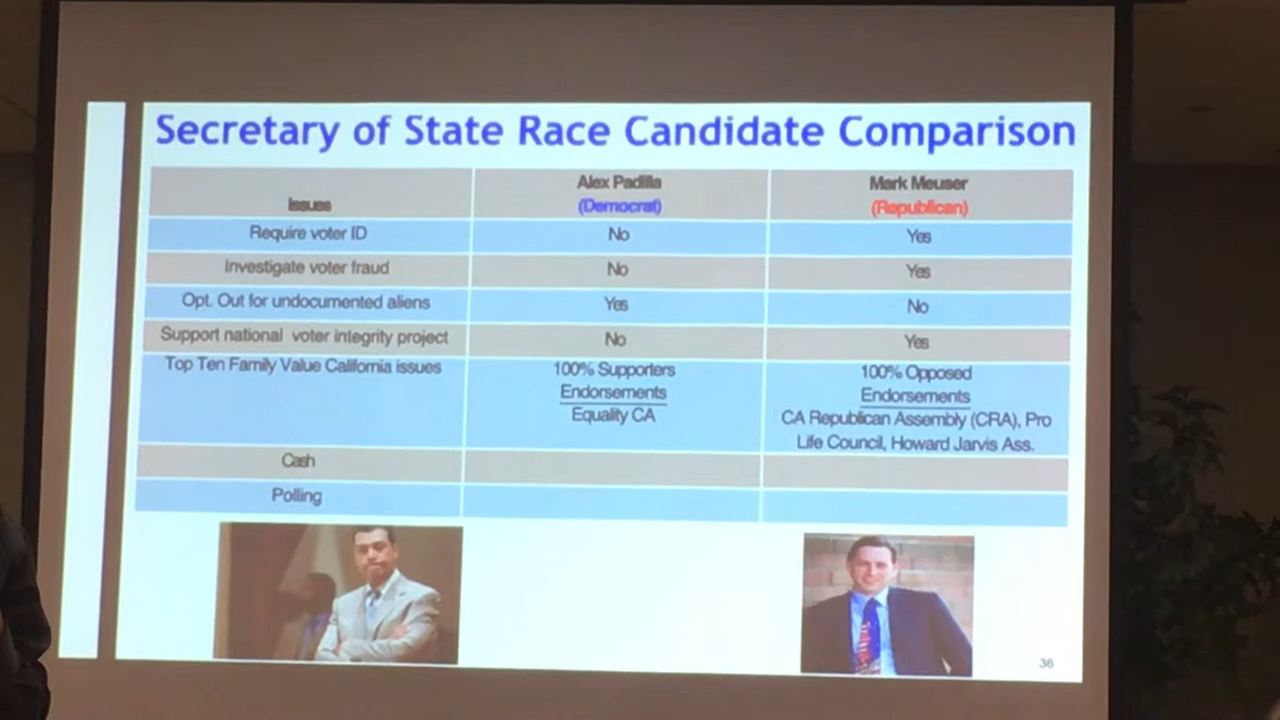 Secretary of State Race Candidate Comparison
Issues
Alex Padilla
(Democrat)
Mark Meuser
(Republican)
Require voter ID
No
Yes
Investigate voter fraud
No
Yes
Opt. Out for undocumented aliens
Yes
No
Support national voter integrity project
No
Yes
Top Ten Family Value California issues
100% Supporters
Endorsements
Equality CA
100% Opposed
Endorsements
CA Republican Assembly (CRA), Pro
Life Council, Howard Jarvis Ass.
Cash
Polling
36